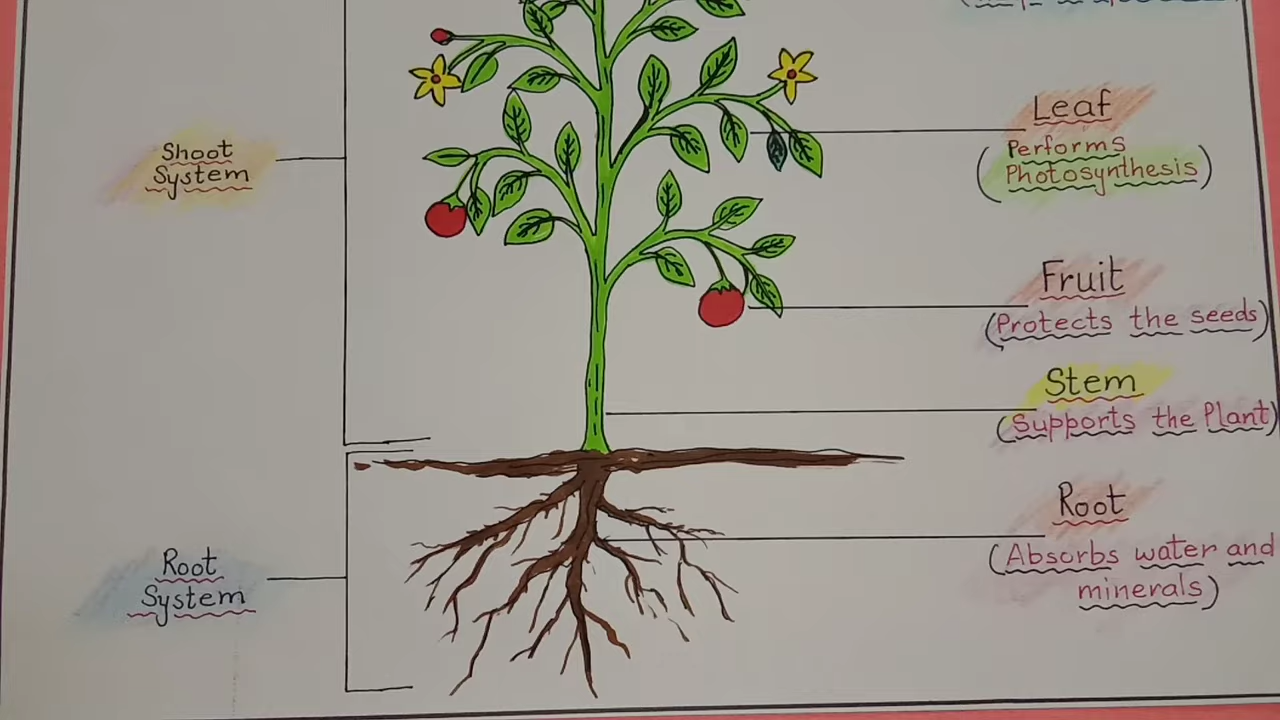 Shoot
System
Leaf
(Performs
Photosynthesis)
Fruit
(Protects the seeds)
Stem
(Supports the Plant)
Root
(Absorbs water and
minerals)
Root
System